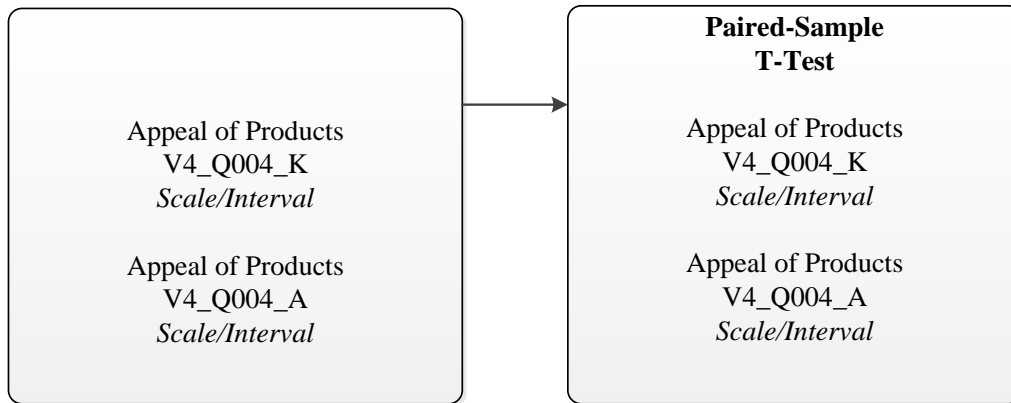 Appeal of Products
V4_Q004_K
Scale/Interval
Appeal of Products
V4_Q004_A
Scale/Interval
Paired-Sample
T-Test
Appeal of Products
V4_Q004_K
Scale/Interval
Appeal of Products
V4_Q004_A
Scale/Interval